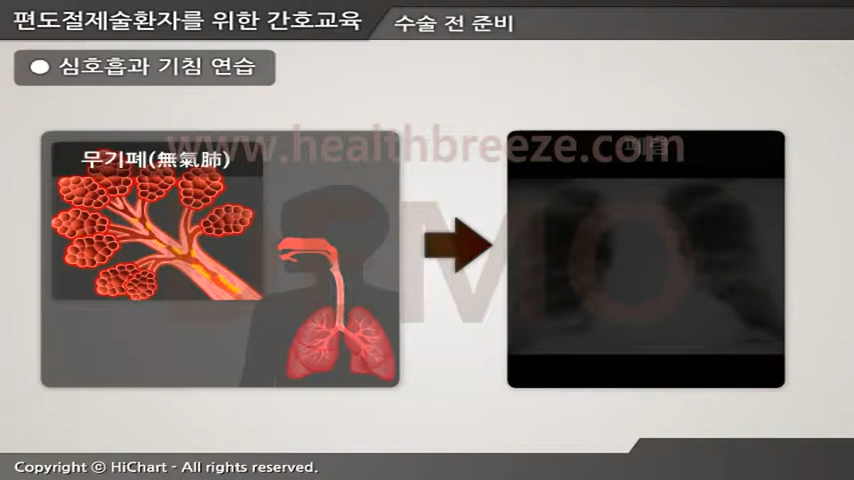 편도절제술환자를 위한 간호교육
수술 전 준비
심호흡과 기침 연습
www.healthbreeze.com
무기폐(無氣肺)
DEMO
Copyright ⓒ HiChart - All rights reserved.